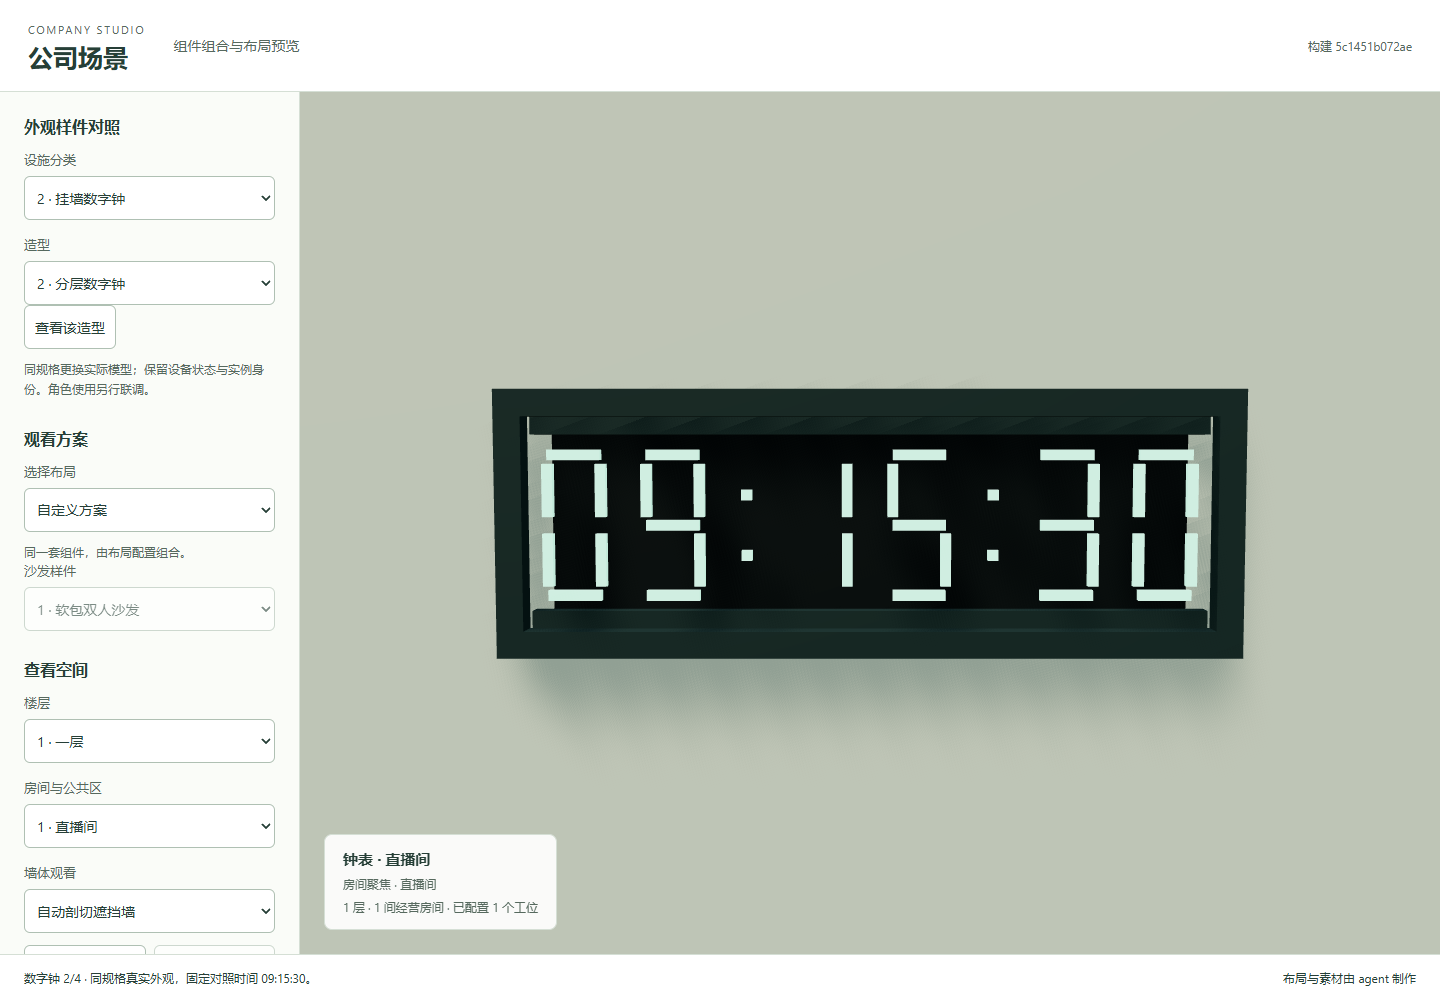 COMPANY STUDIO
公司场景
组件组合与布局预览
构建 5c1451b072ae
外观样件对照
设施分类
2 · 挂墙数字钟
造型
2 · 分层数字钟
查看该造型
同规格更换实际模型；保留设备状态与实例身
份。角色使用另行联调。
观看方案
选择布局
自定义方案
同一套组件，由布局配置组合。
沙发样件
1 · 软包双人沙发
查看空间
楼层
1 · 一层
房间与公共区
1 · 直播间
墙体观看
自动剖切遮挡墙
09:15:30
钟表 · 直播间
房间聚焦 · 直播间
1 层 · 1 间经营房间 · 已配置 1 个工位
数字钟 2/4 · 同规格真实外观，固定对照时间 09:15:30。
布局与素材由 agent 制作